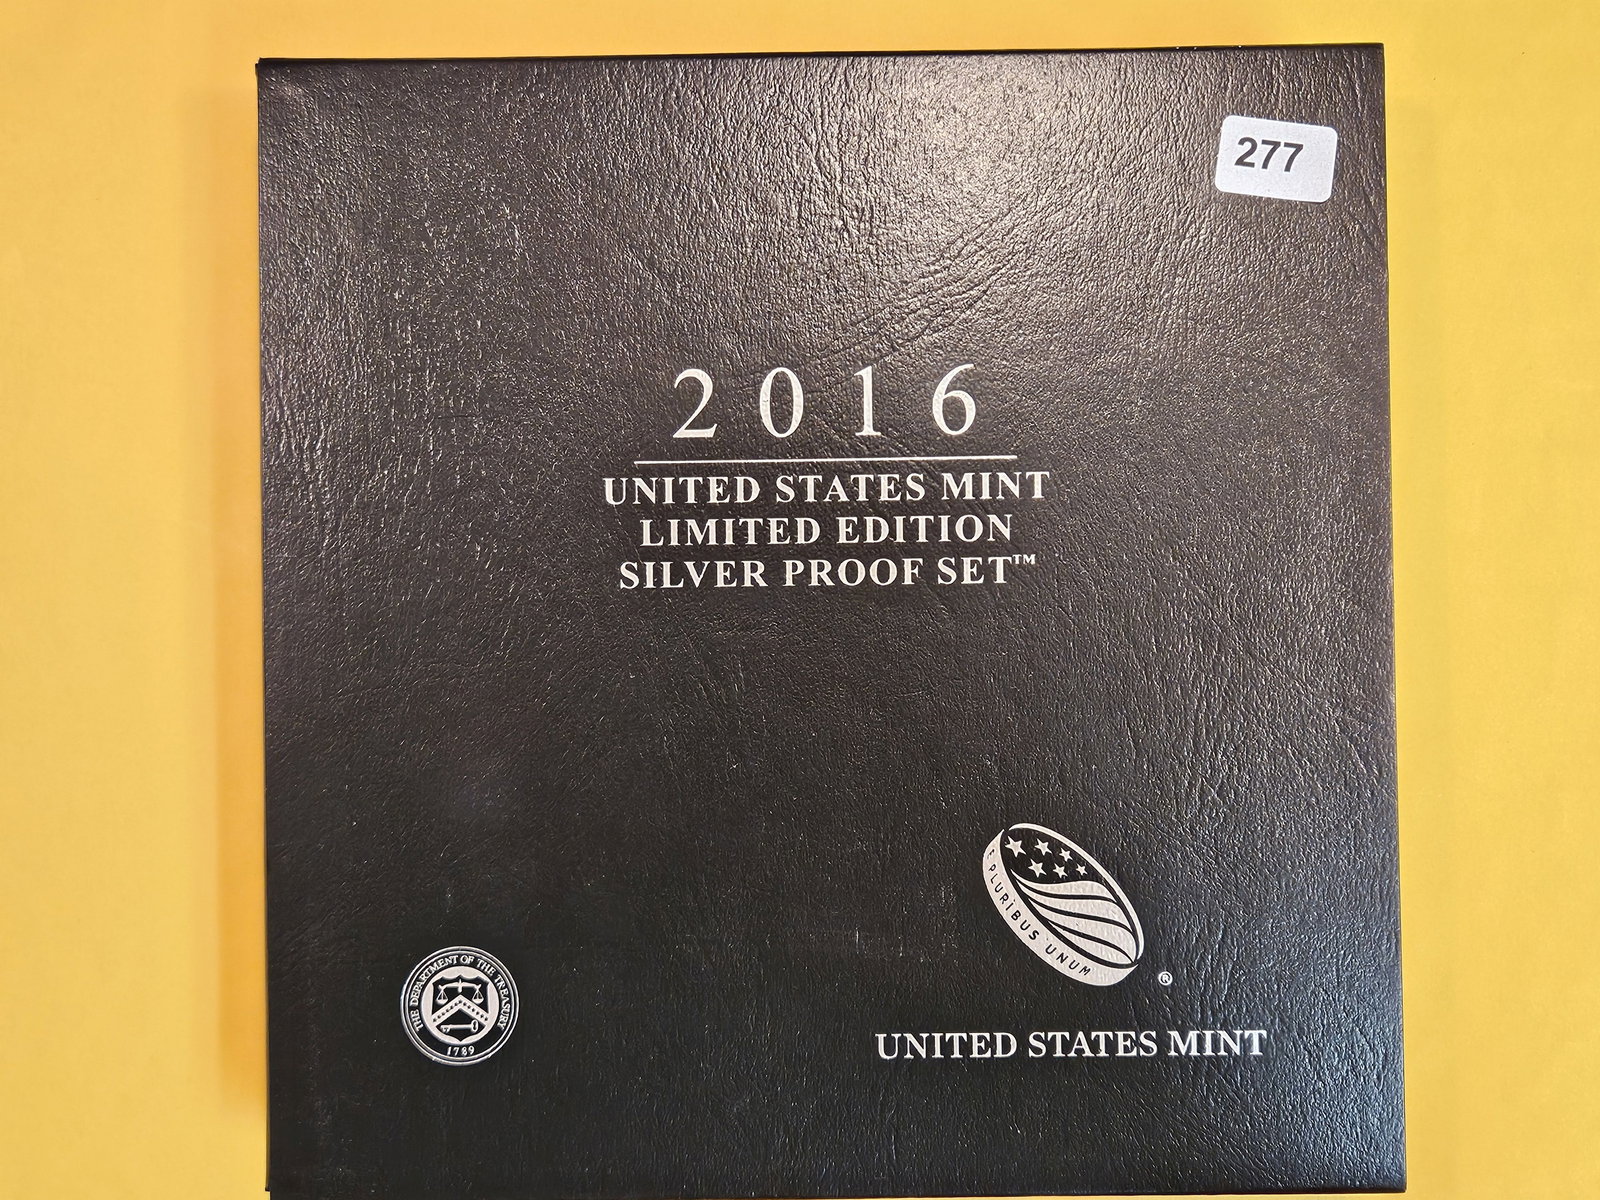 277
2016
UNITED STATES MINT
LIMITED EDITION
SILVER PROOF SET™
E PLURIBUS UNUM
®
THE DEPARTMENT OF THE TREASURY
1789
UNITED STATES MINT